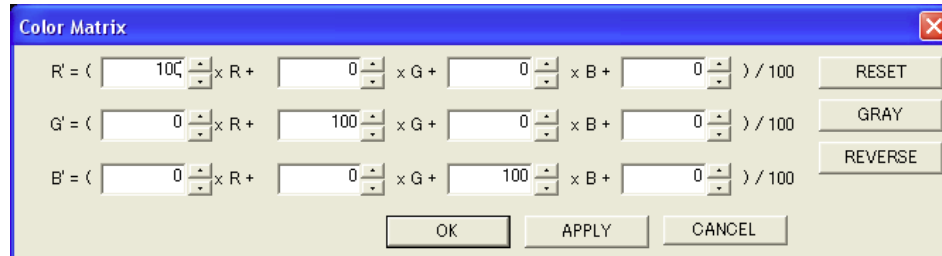 Color Matrix
R' = ( 100 x R + 0 x G + 0 x B + 0 ) / 100 RESET
G' = ( 0 x R + 100 x G + 0 x B + 0 ) / 100 GRAY
B' = ( 0 x R + 0 x G + 100 x B + 0 ) / 100 REVERSE
OK APPLY CANCEL